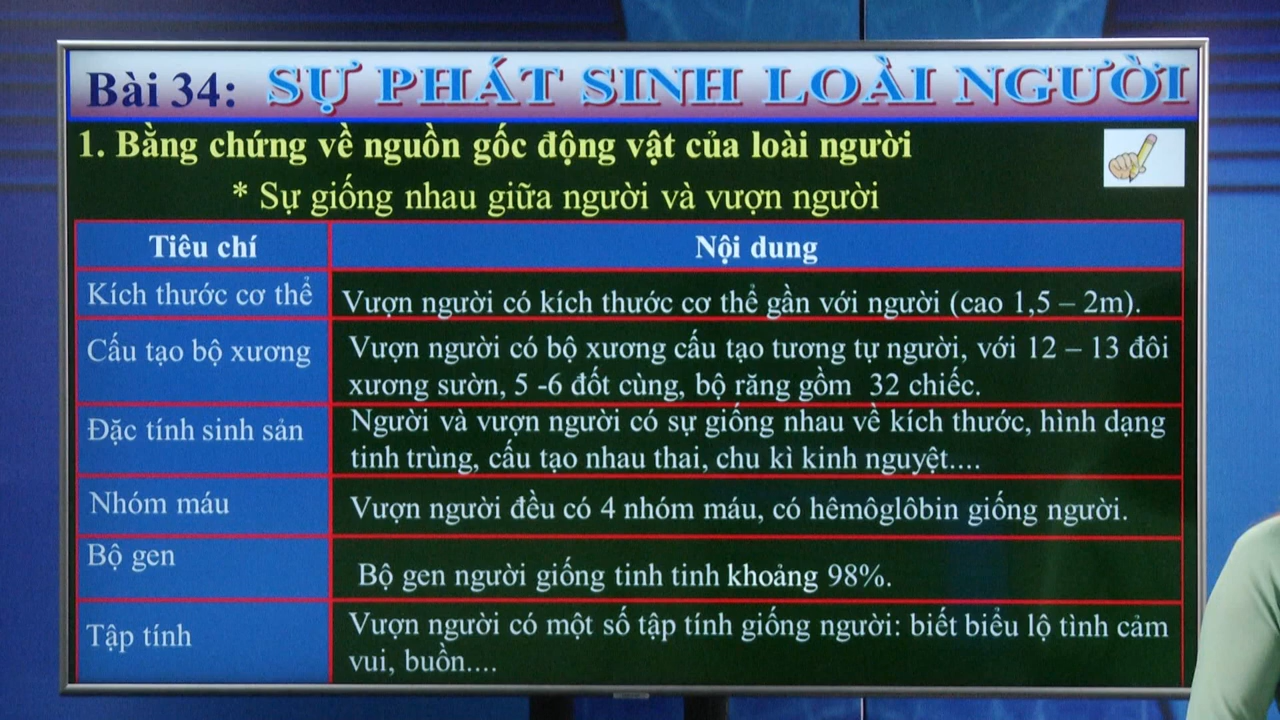 Bài 34: SỰ PHÁT SINH LOÀI NGƯỜI
1. Bằng chứng về nguồn gốc động vật của loài người
* Sự giống nhau giữa người và vượn người
Tiêu chí
Nội dung
Kích thước cơ thể
Vượn người có kích thước cơ thể gần với người (cao 1,5 – 2m).
Cấu tạo bộ xương
Vượn người có bộ xương cấu tạo tương tự người, với 12 – 13 đôi
xương sườn, 5 -6 đốt cùng, bộ răng gồm 32 chiếc.
Đặc tính sinh sản
Người và vượn người có sự giống nhau về kích thước, hình dạng
tinh trùng, cấu tạo nhau thai, chu kì kinh nguyệt....
Nhóm máu
Vượn người đều có 4 nhóm máu, có hêmôglôbin giống người.
Bộ gen
Bộ gen người giống tinh tinh khoảng 98%.
Tập tính
Vượn người có một số tập tính giống người: biết biểu lộ tình cảm
vui, buồn....